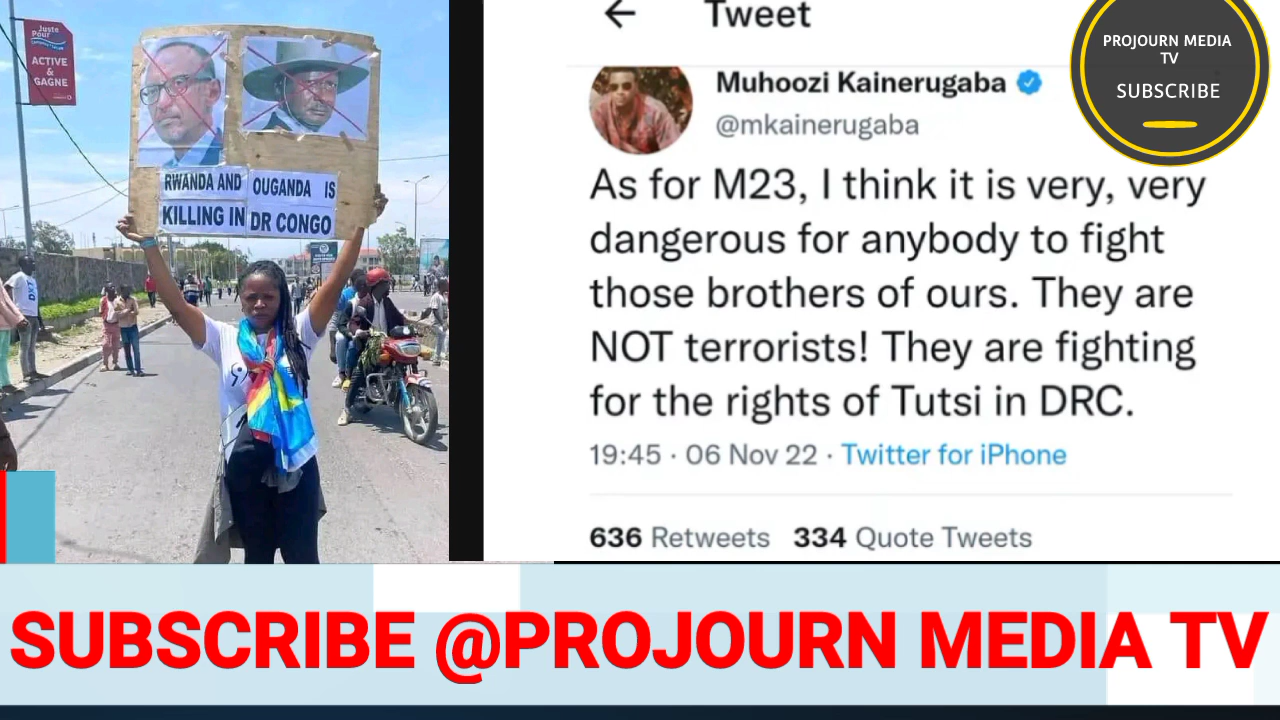 Juste
Pour
ACTIVE
&
GAGNE
RWANDA AND OUGANDA IS
KILLING IN DR CONGO
Tweet
Muhoozi Kainerugaba
@mkainerugaba
As for M23, I think it is very, very
dangerous for anybody to fight
those brothers of ours. They are
NOT terrorists! They are fighting
for the rights of Tutsi in DRC.
19:45 · 06 Nov 22 · Twitter for iPhone
636 Retweets 334 Quote Tweets
PROJOURN MEDIA
TV
SUBSCRIBE
SUBSCRIBE @PROJOURN MEDIA TV